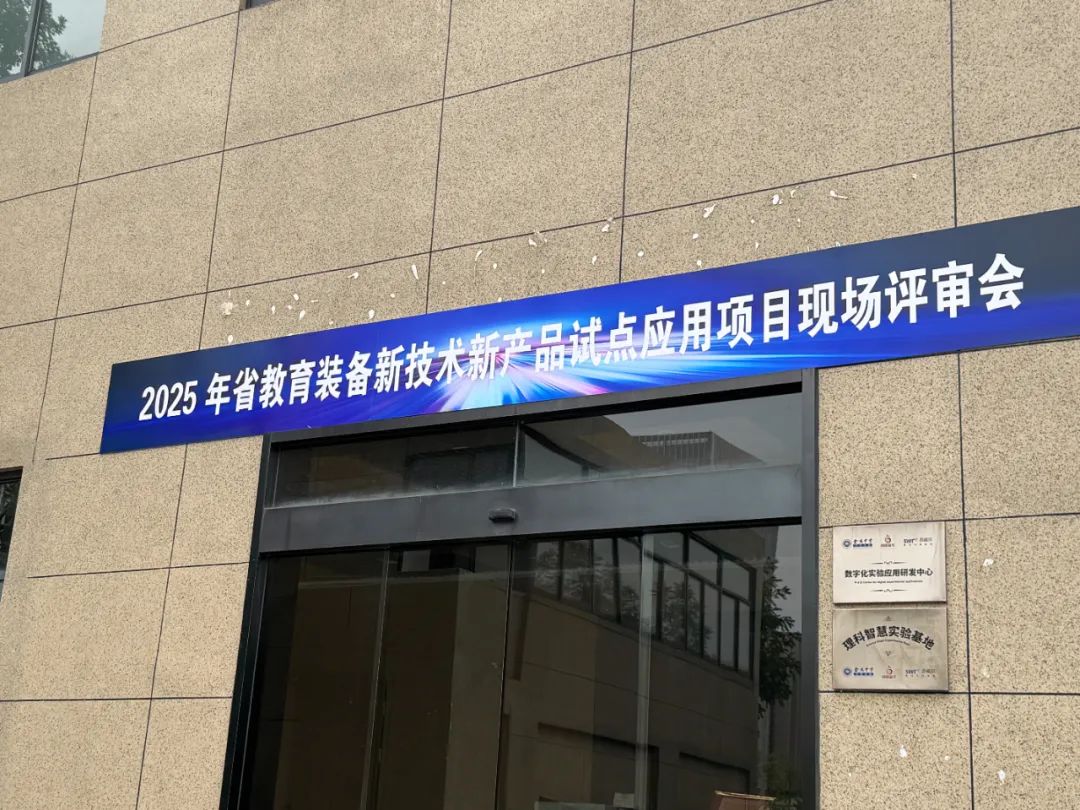 2025 年省教育装备新技术新产品试点应用项目现场评审会
数字化实验应用研发中心
理科智慧实验基地